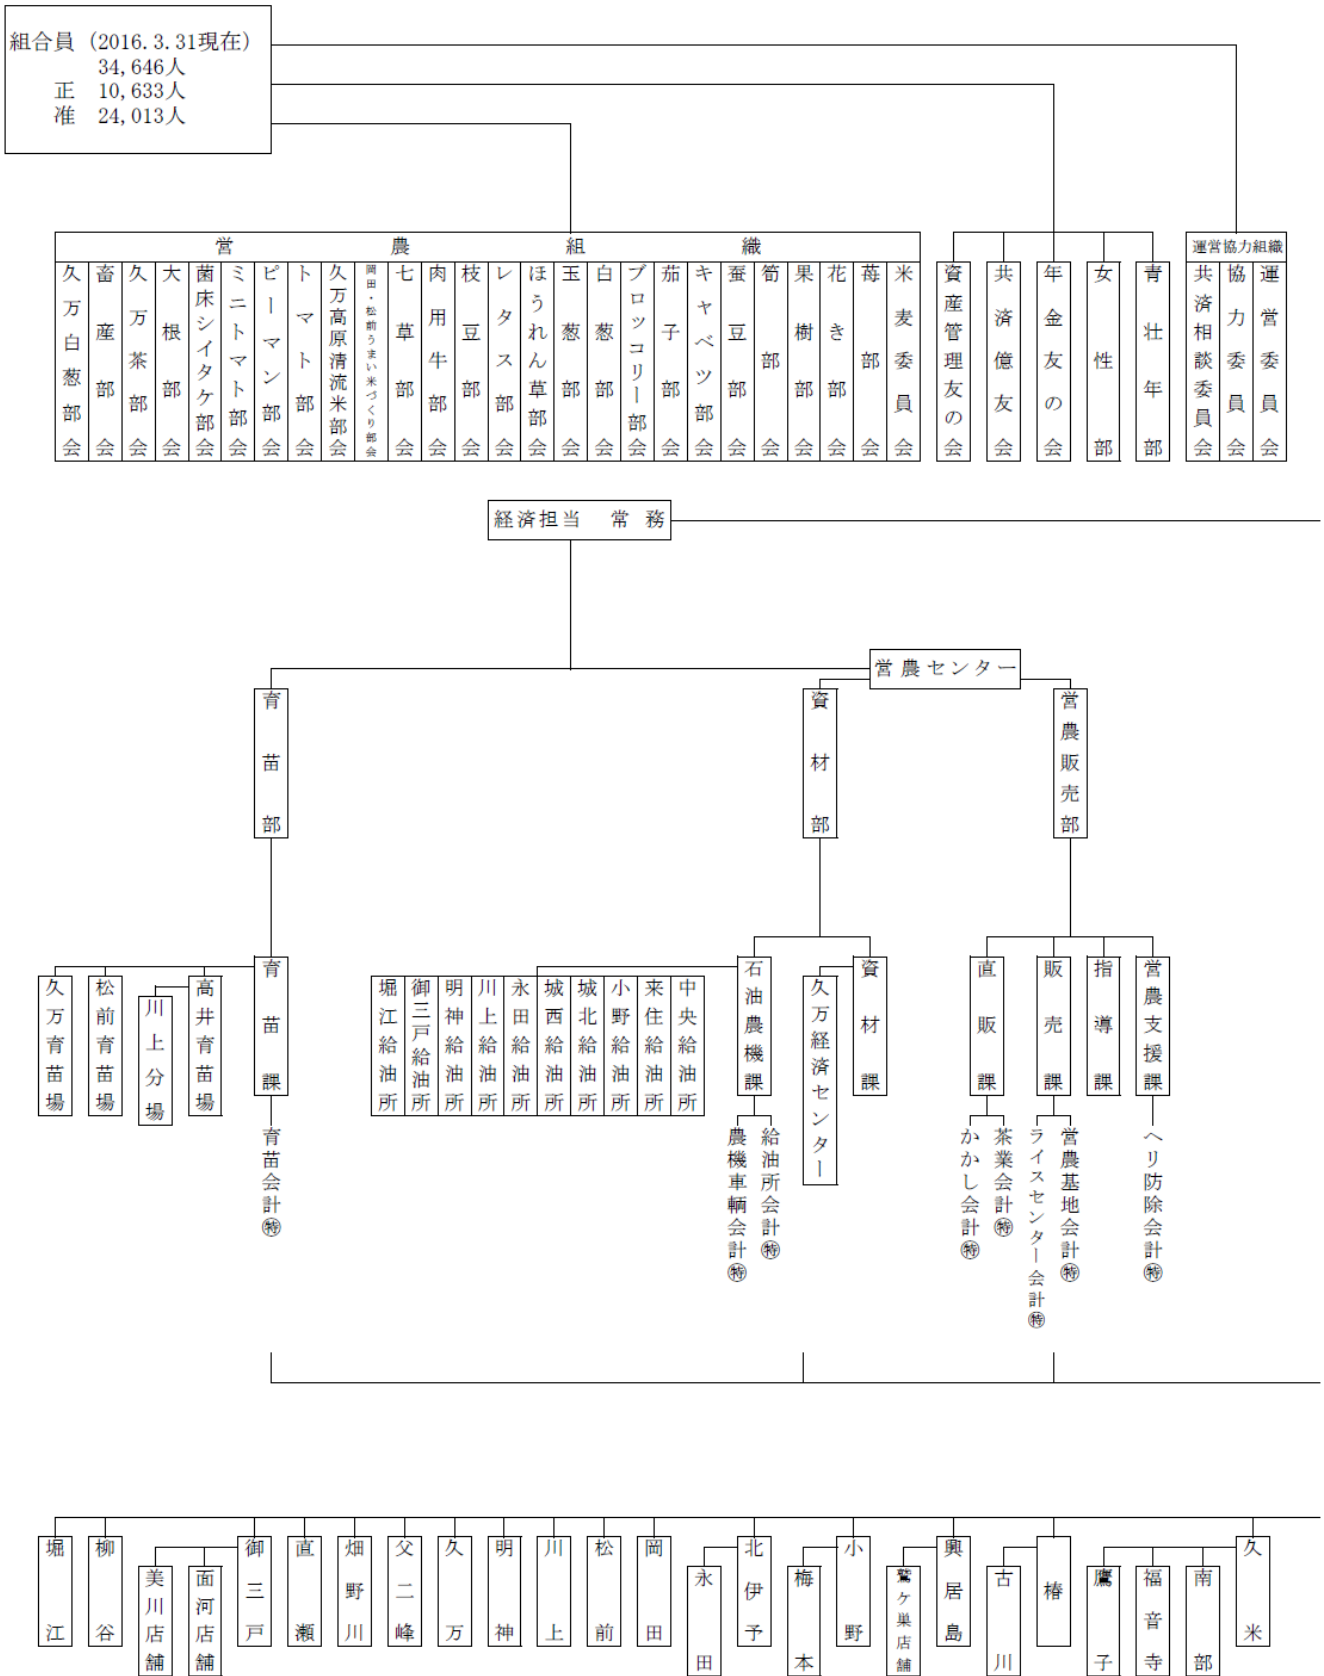 組合員（2016.3.31現在）
34,646人
正　10,633人
准　24,013人
営農組織
久万白葱部会
畜産部会
久万茶部会
大根部会
菌床シイタケ部会
ミニトマト部会
ピーマン部会
トマト部会
久万高原清流米部会
岡田・松前うまい米づくり部会
七草部会
肉用牛部会
枝豆部会
レタス部会
ほうれん草部会
玉葱部会
白葱部会
ブロッコリー部会
茄子部会
キャベツ部会
蚕豆部会
筍部会
果樹部会
花き部会
苺部会
米麦委員会
資産管理友の会
共済億友会
年金友の会
女性部
青壮年部
運営協力組織
共済相談委員会
協力委員会
運営委員会
経済担当　常務
営農センター
育苗部
資材部
営農販売部
久万育苗場
松前育苗場
川上分場
高井育苗場
育苗課
育苗会計㊕
堀江給油所
御三戸給油所
明神給油所
川上給油所
永田給油所
城西給油所
城北給油所
小野給油所
来住給油所
中央給油所
石油農機課
農機車輌会計㊕
給油所会計㊕
久万経済センター
資材課
直販課
かかし会計㊕
茶業会計㊕
販売課
ライスセンター会計㊕
営農基地会計㊕
指導課
営農支援課
ヘリ防除会計㊕
堀江
柳谷
美川店舗
面河店舗
御三戸
直瀬
畑野川
父二峰
久万
明神
川上
松前
岡田
永田
北伊予
梅本
小野
鷲ケ巣店舗
興居島
古川
椿
鷹子
福音寺
南部
久米